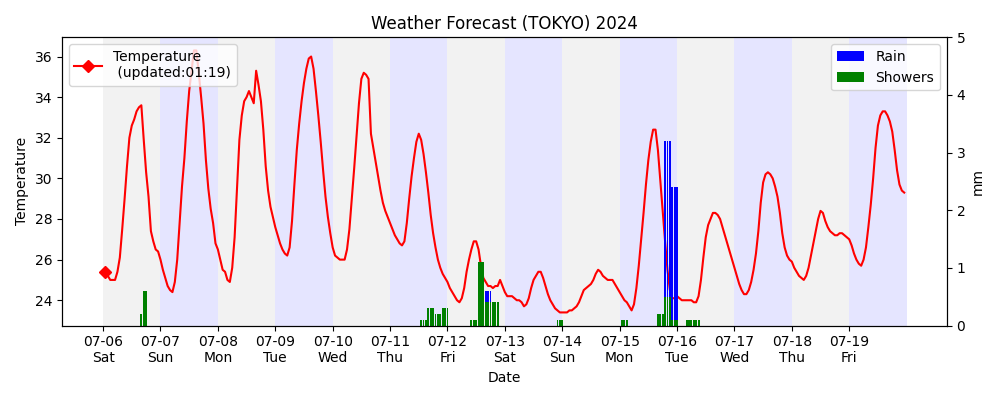 Weather Forecast (TOKYO) 2024
Temperature
(updated:01:19)
Rain
Showers
Temperature
36
34
32
30
28
26
24
5
4
3
2
1
0
mm
07-06 07-07 07-08 07-09 07-10 07-11 07-12 07-13 07-14 07-15 07-16 07-17 07-18 07-19
Sat Sun Mon Tue Wed Thu Fri Sat Sun Mon Tue Wed Thu Fri
Date